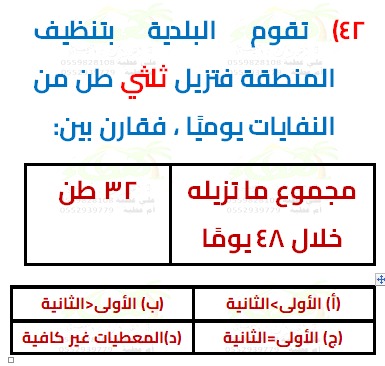 ٤٢) تقوم البلدية بتنظيف
المنطقة فتزيل ثلثي طن من
النفايات يوميًا ، فقارن بين:
مجموع ما تزيله
خلال ٤٨ يومًا
٣٢ طن
(أ) الأولى>الثانية
(ب) الأولى<الثانية
(ج) الأولى=الثانية
(د)المعطيات غير كافية